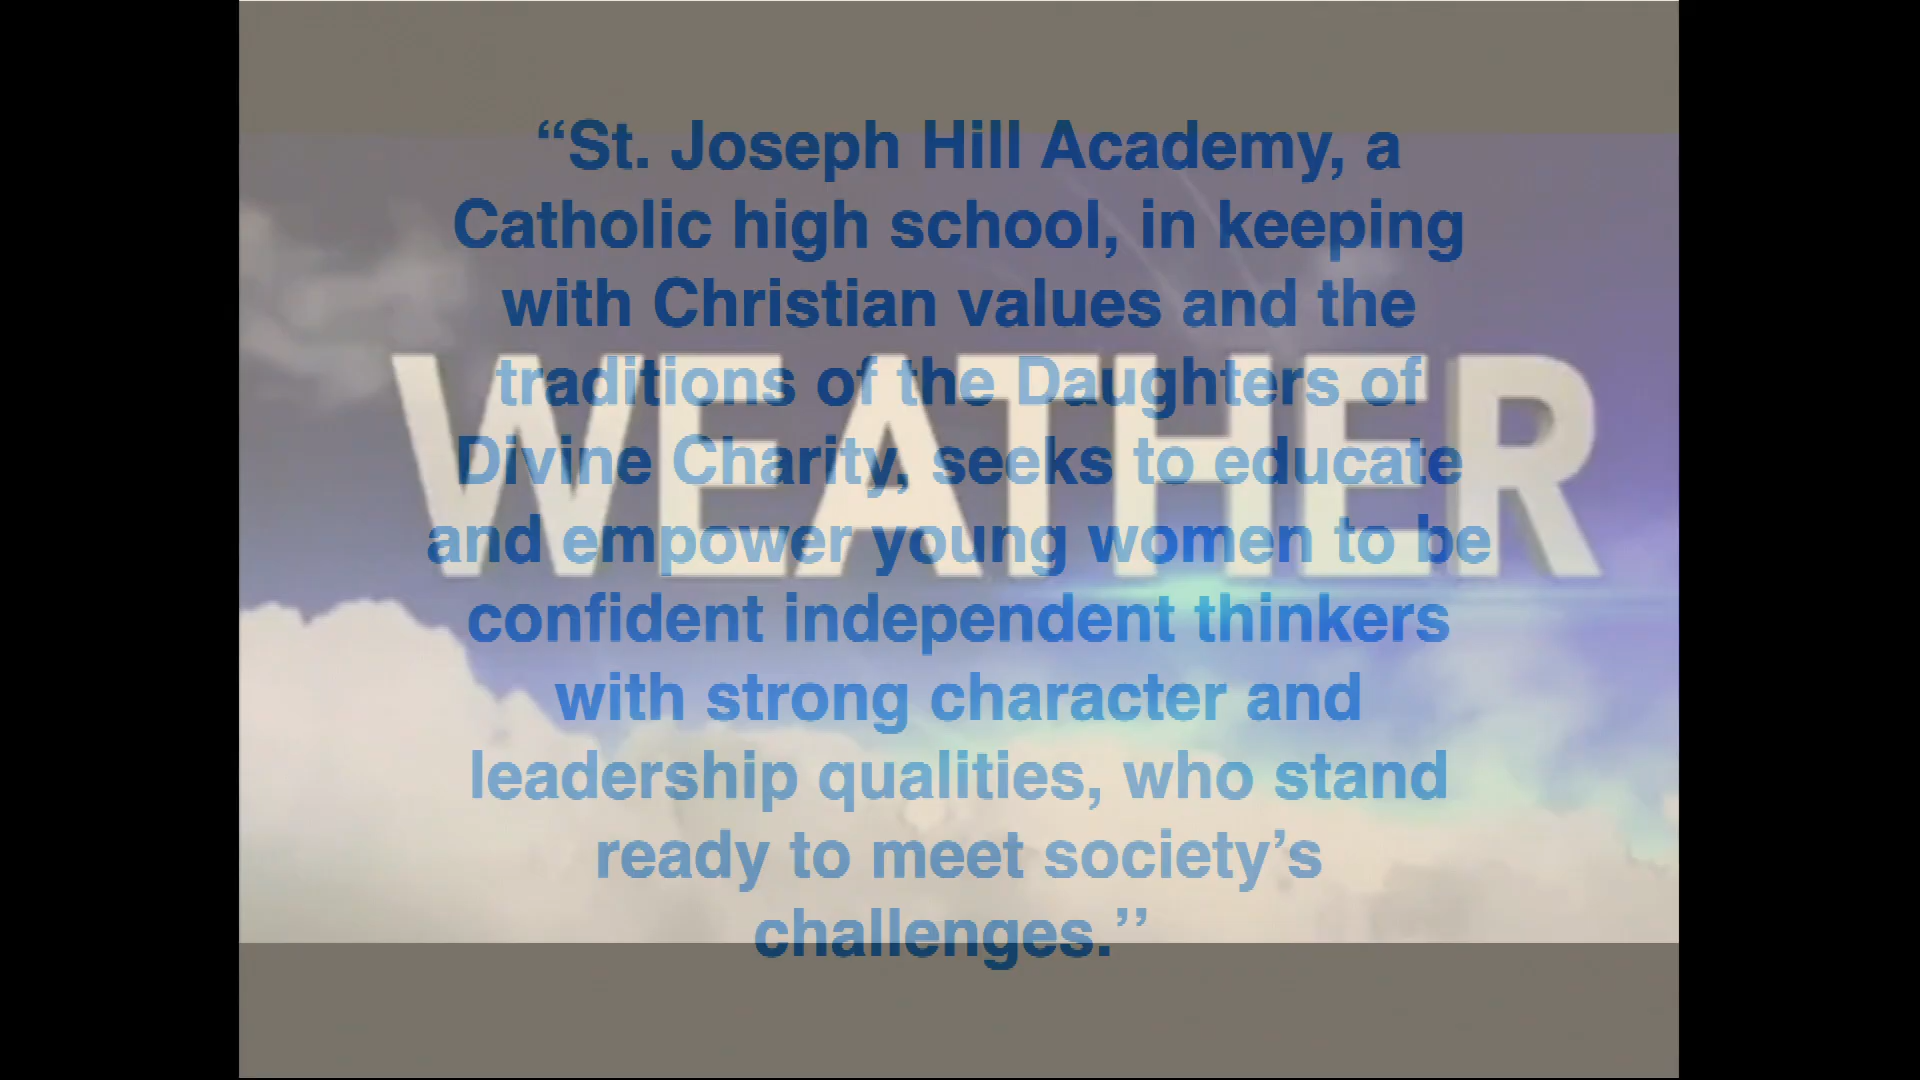 “St. Joseph Hill Academy, a
Catholic high school, in keeping
with Christian values and the
traditions of the Daughters of
WEATHER
Divine Charity, seeks to educate
and empower young women to be
confident independent thinkers
with strong character and
leadership qualities, who stand
ready to meet society’s
challenges.’’